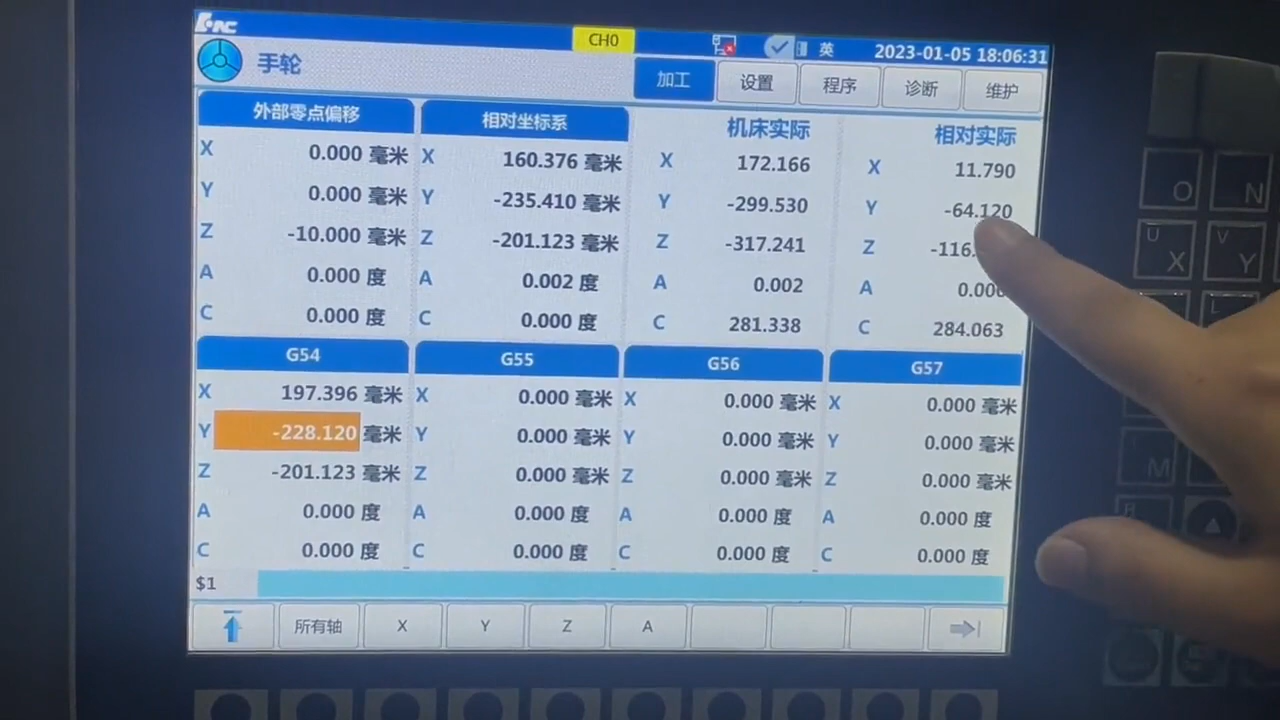 CH0 英 2023-01-05 18:06:31
手轮 加工 设置 程序 诊断 维护
外部零点偏移 相对坐标系 机床实际 相对实际
X 0.000 毫米 X 160.376 毫米 X 172.166 X 11.790
Y 0.000 毫米 Y -235.410 毫米 Y -299.530 Y -64.120
Z -10.000 毫米 Z -201.123 毫米 Z -317.241 Z -116.
A 0.000 度 A 0.002 度 A 0.002 A 0.000
C 0.000 度 C 0.000 度 C 281.338 C 284.063
G54 G55 G56 G57
X 197.396 毫米 X 0.000 毫米 X 0.000 毫米 X 0.000 毫米
Y -228.120 毫米 Y 0.000 毫米 Y 0.000 毫米 Y 0.000 毫米
Z -201.123 毫米 Z 0.000 毫米 Z 0.000 毫米 Z 0.000 毫米
A 0.000 度 A 0.000 度 A 0.000 度 A 0.000 度
C 0.000 度 C 0.000 度 C 0.000 度 C 0.000 度
$1
所有轴 X Y Z A
O N
U X V Y
M